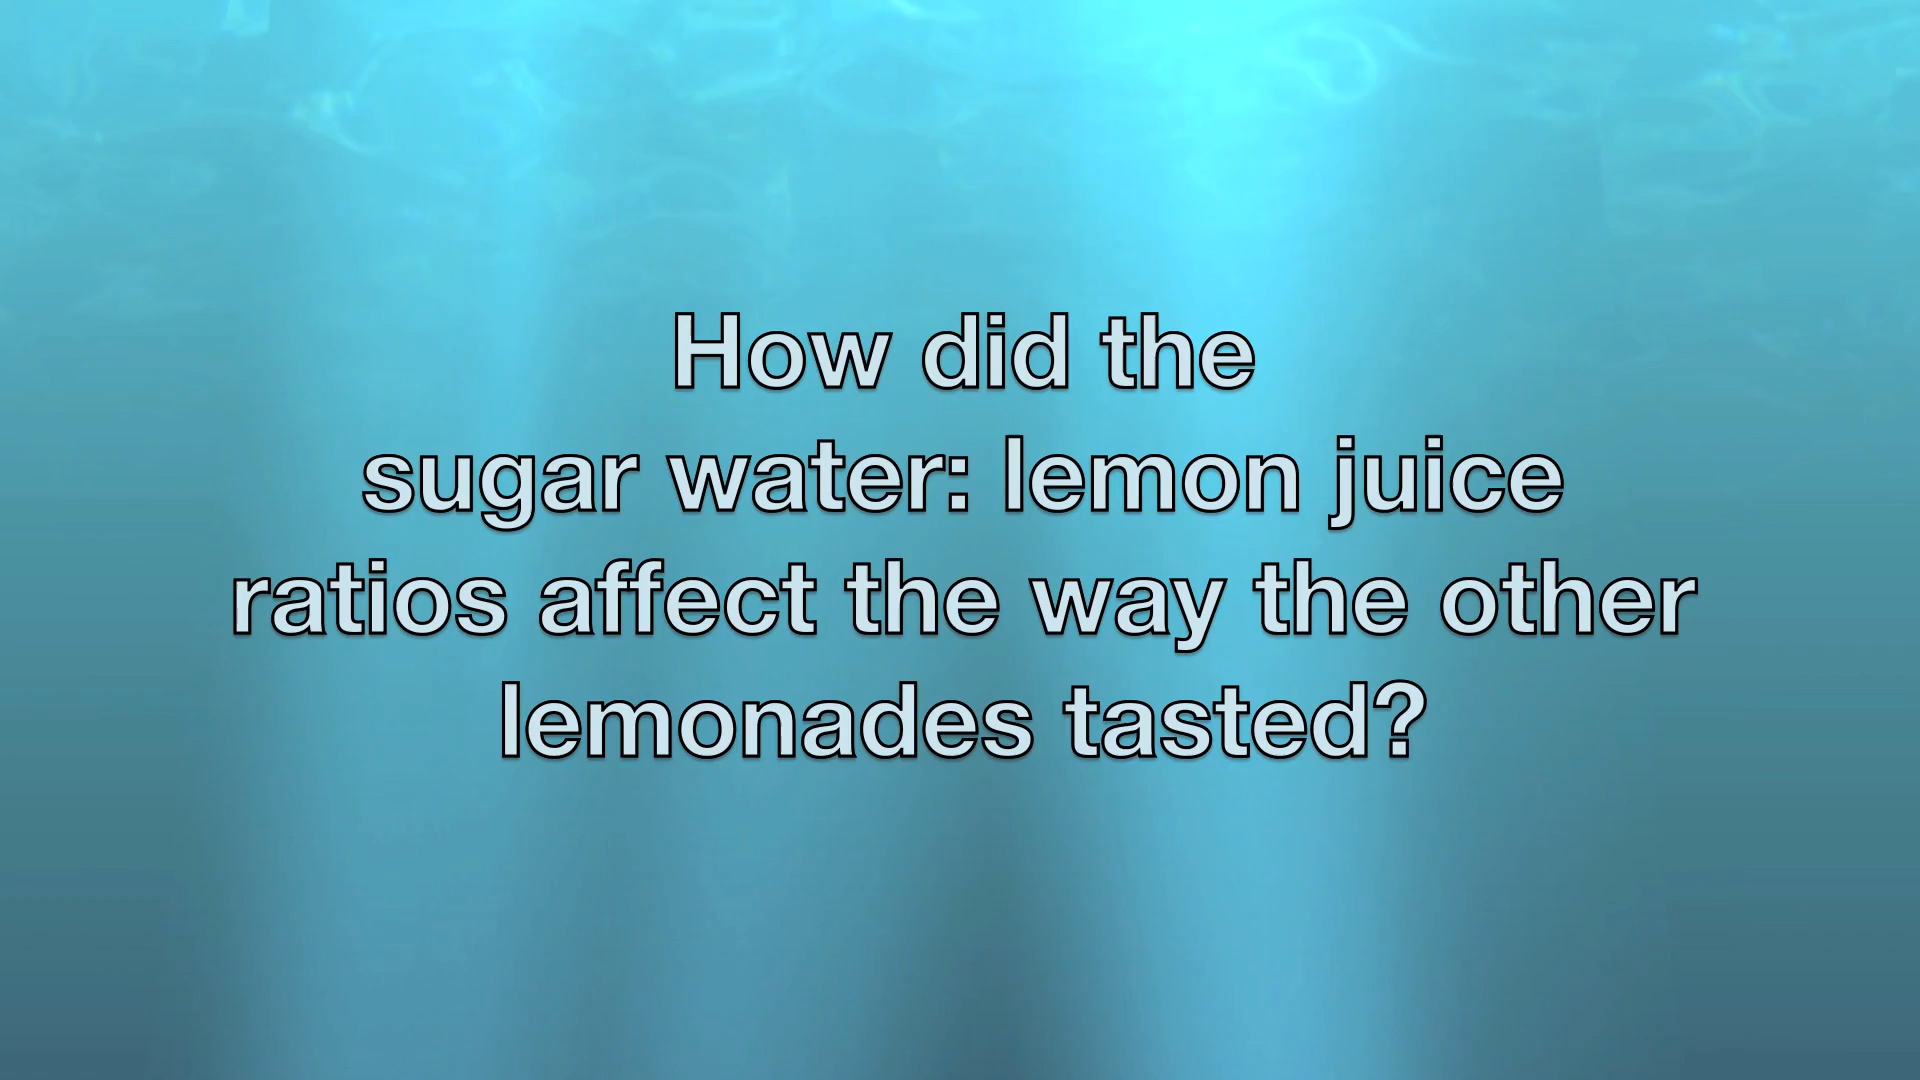 How did the
sugar water: lemon juice
ratios affect the way the other
lemonades tasted?